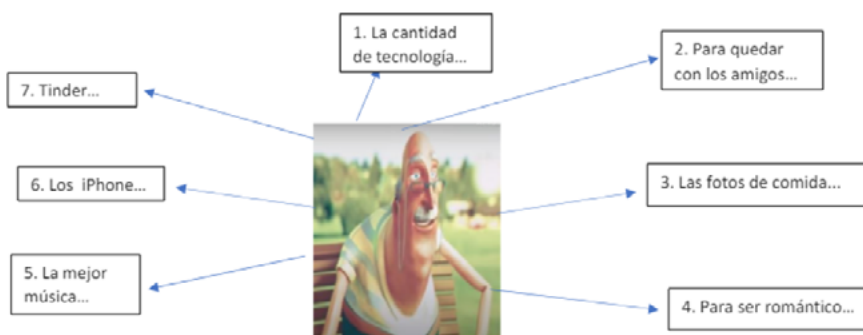 1. La cantidad
de tecnología...
2. Para quedar
con los amigos...
3. Las fotos de comida...
4. Para ser romántico...
5. La mejor
música...
6. Los iPhone...
7. Tinder...